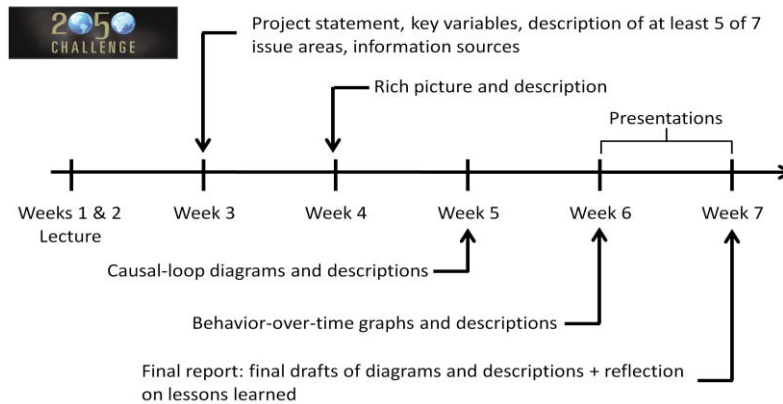 2050
CHALLENGE
Project statement, key variables, description of at least 5 of 7
issue areas, information sources
Rich picture and description
Presentations
Weeks 1 & 2
Lecture
Week 3
Week 4
Week 5
Week 6
Week 7
Causal-loop diagrams and descriptions
Behavior-over-time graphs and descriptions
Final report: final drafts of diagrams and descriptions + reflection
on lessons learned